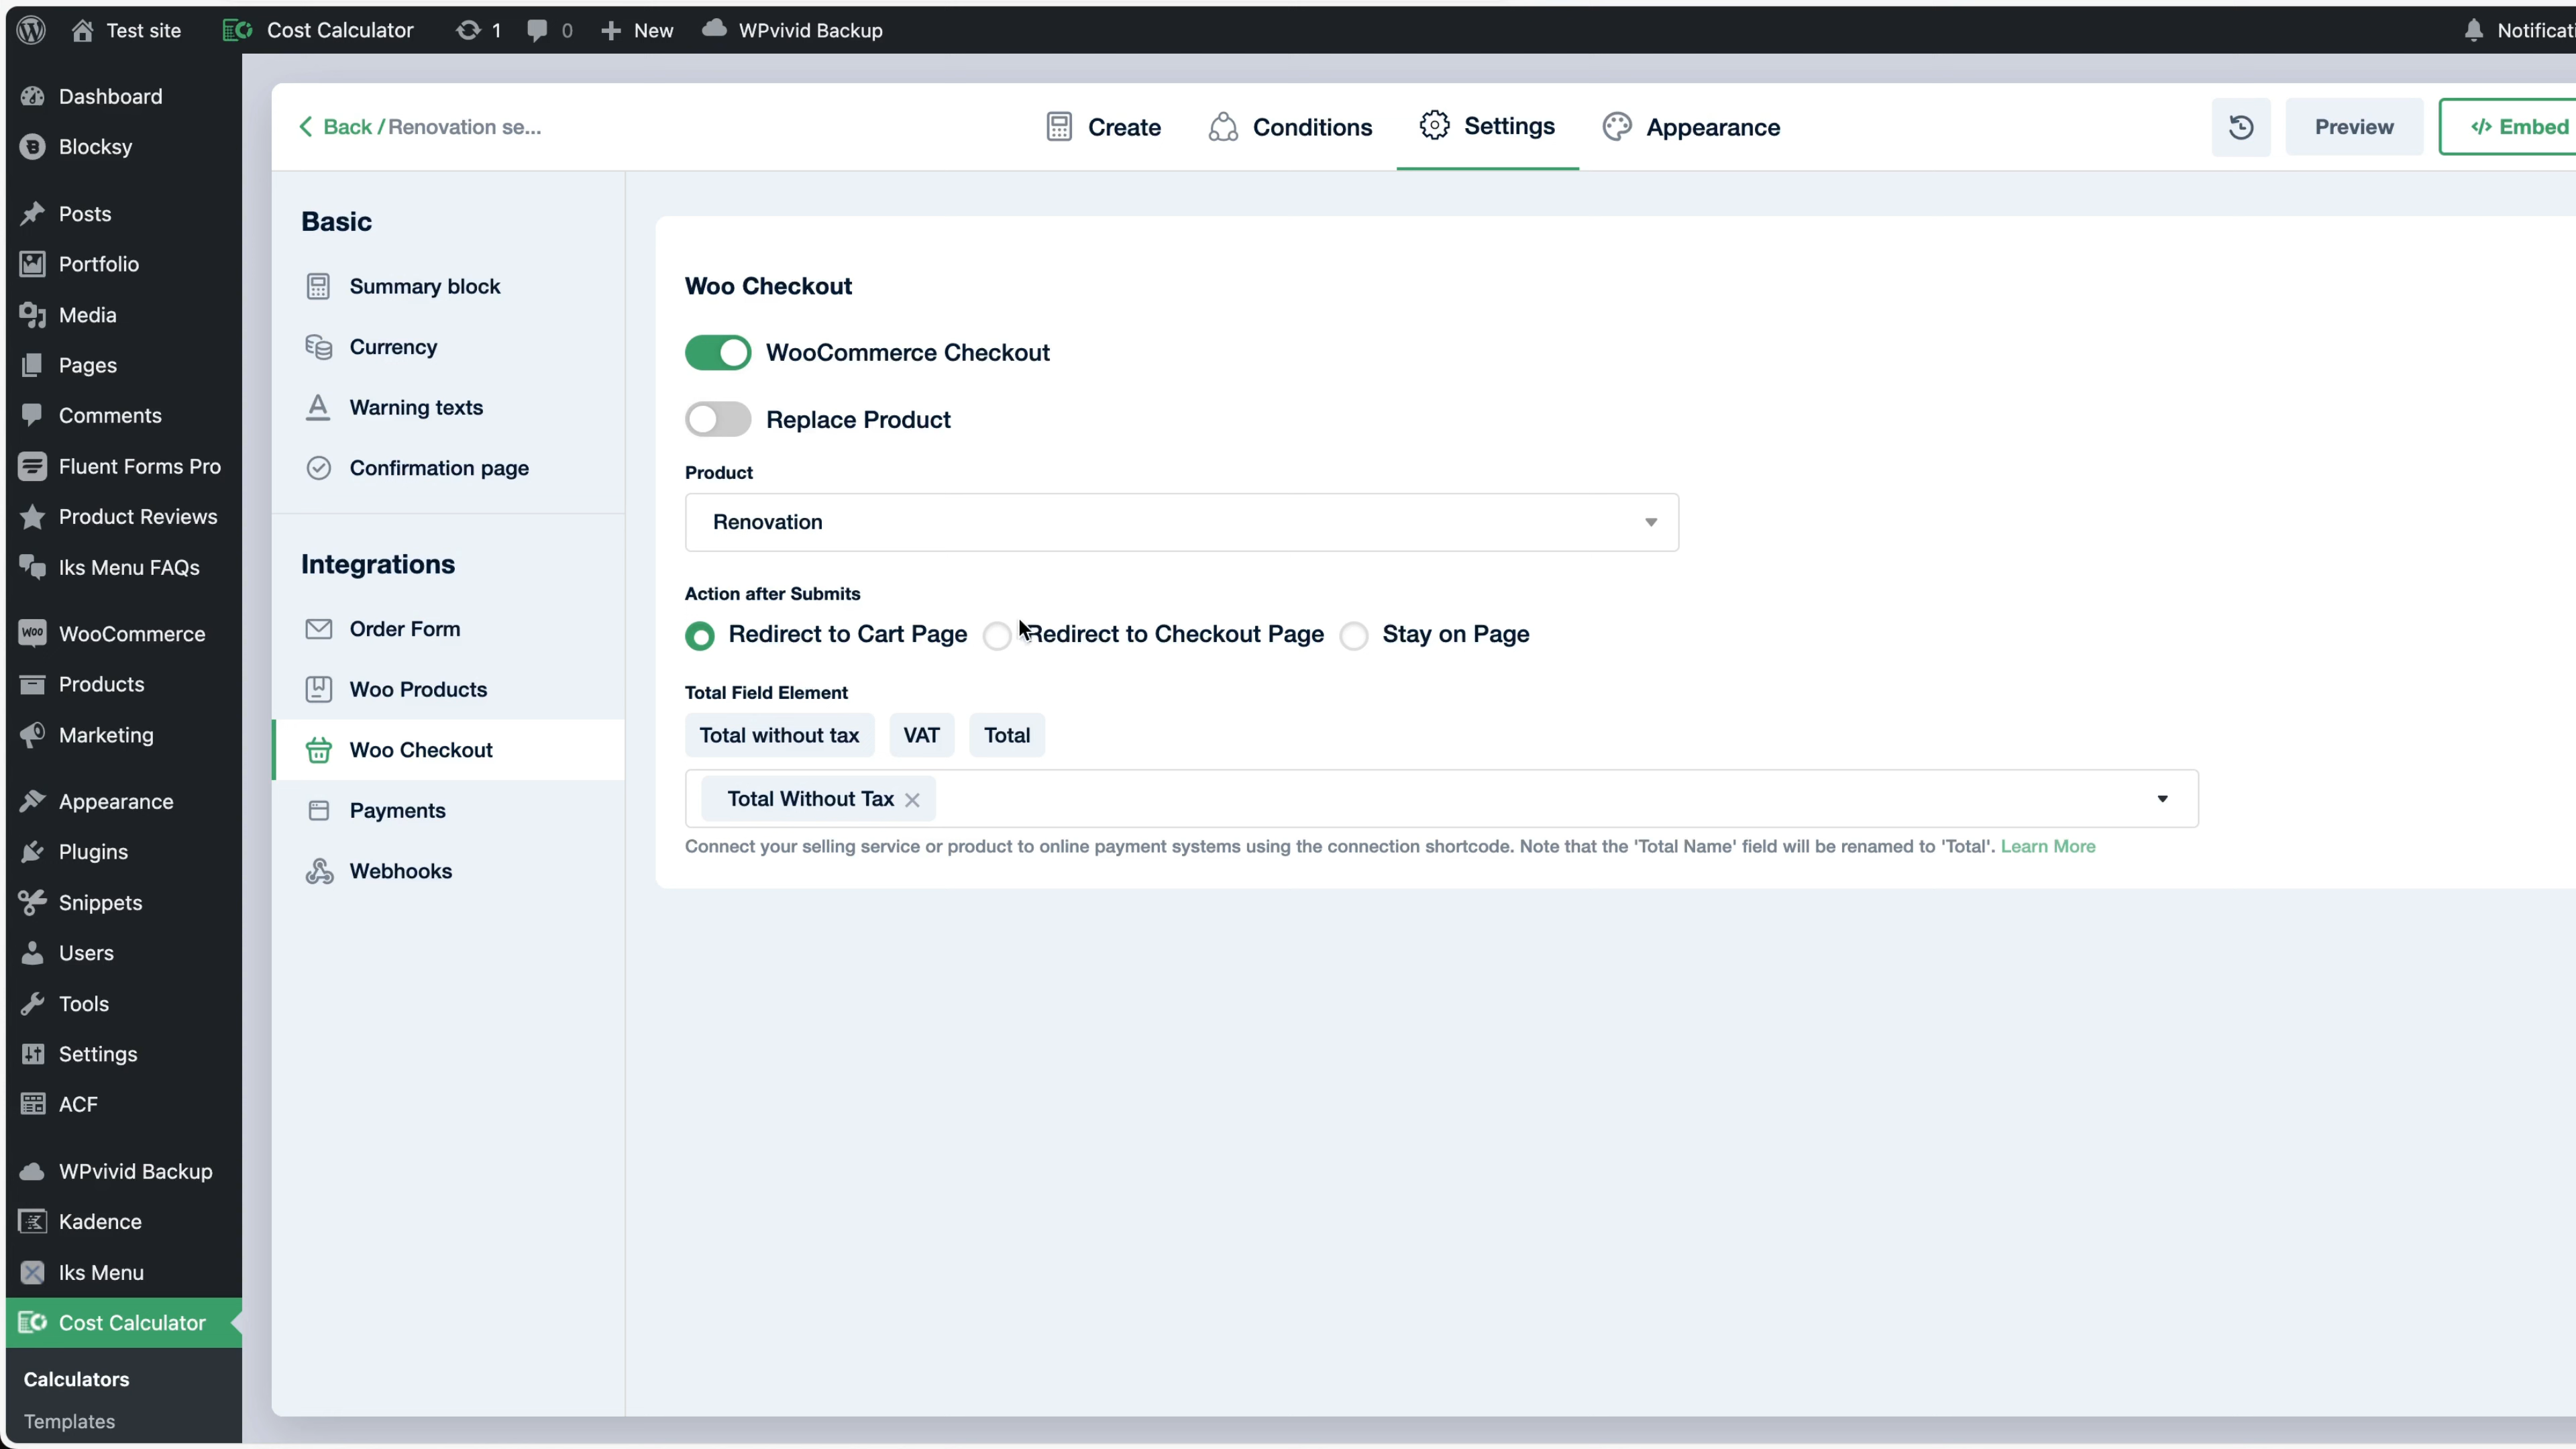 Test site
Cost Calculator
1
0
New
WPvivid Backup
Notificati
Dashboard
Blocksy
Posts
Portfolio
Media
Pages
Comments
Fluent Forms Pro
Product Reviews
Iks Menu FAQs
WooCommerce
Products
Marketing
Appearance
Plugins
Snippets
Users
Tools
Settings
ACF
WPvivid Backup
Kadence
Iks Menu
Cost Calculator
Calculators
Templates
Back / Renovation se...
Create
Conditions
Settings
Appearance
Preview
</> Embed
Basic
Summary block
Currency
Warning texts
Confirmation page
Integrations
Order Form
Woo Products
Woo Checkout
Payments
Webhooks
Woo Checkout
WooCommerce Checkout
Replace Product
Product
Renovation
Action after Submits
Redirect to Cart Page
Redirect to Checkout Page
Stay on Page
Total Field Element
Total without tax
VAT
Total
Total Without Tax
Connect your selling service or product to online payment systems using the connection shortcode. Note that the 'Total Name' field will be renamed to 'Total'. Learn More